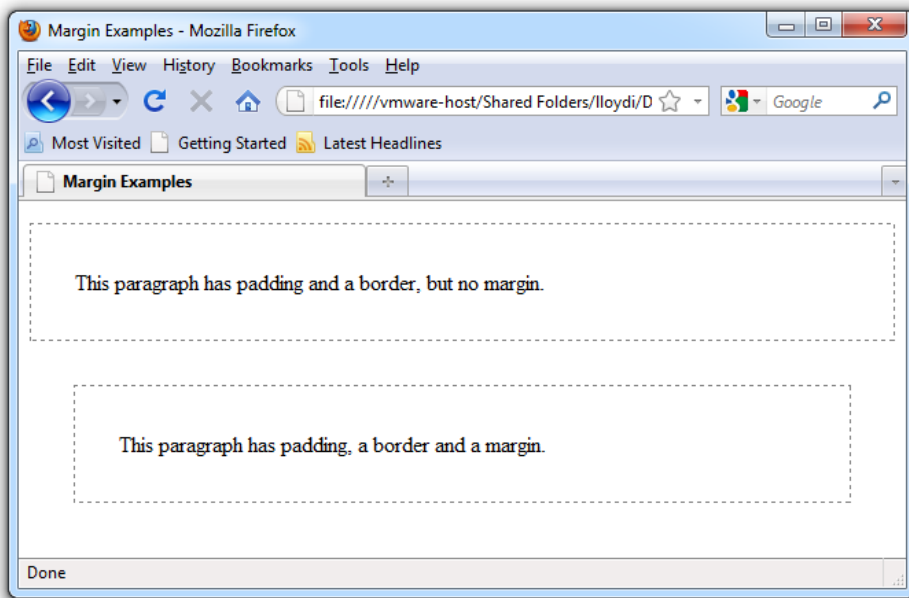 Margin Examples - Mozilla Firefox
File Edit View History Bookmarks Tools Help
file://///vmware-host/Shared Folders/lloydi/D Google
Most Visited Getting Started Latest Headlines
Margin Examples
This paragraph has padding and a border, but no margin.
This paragraph has padding, a border and a margin.
Done